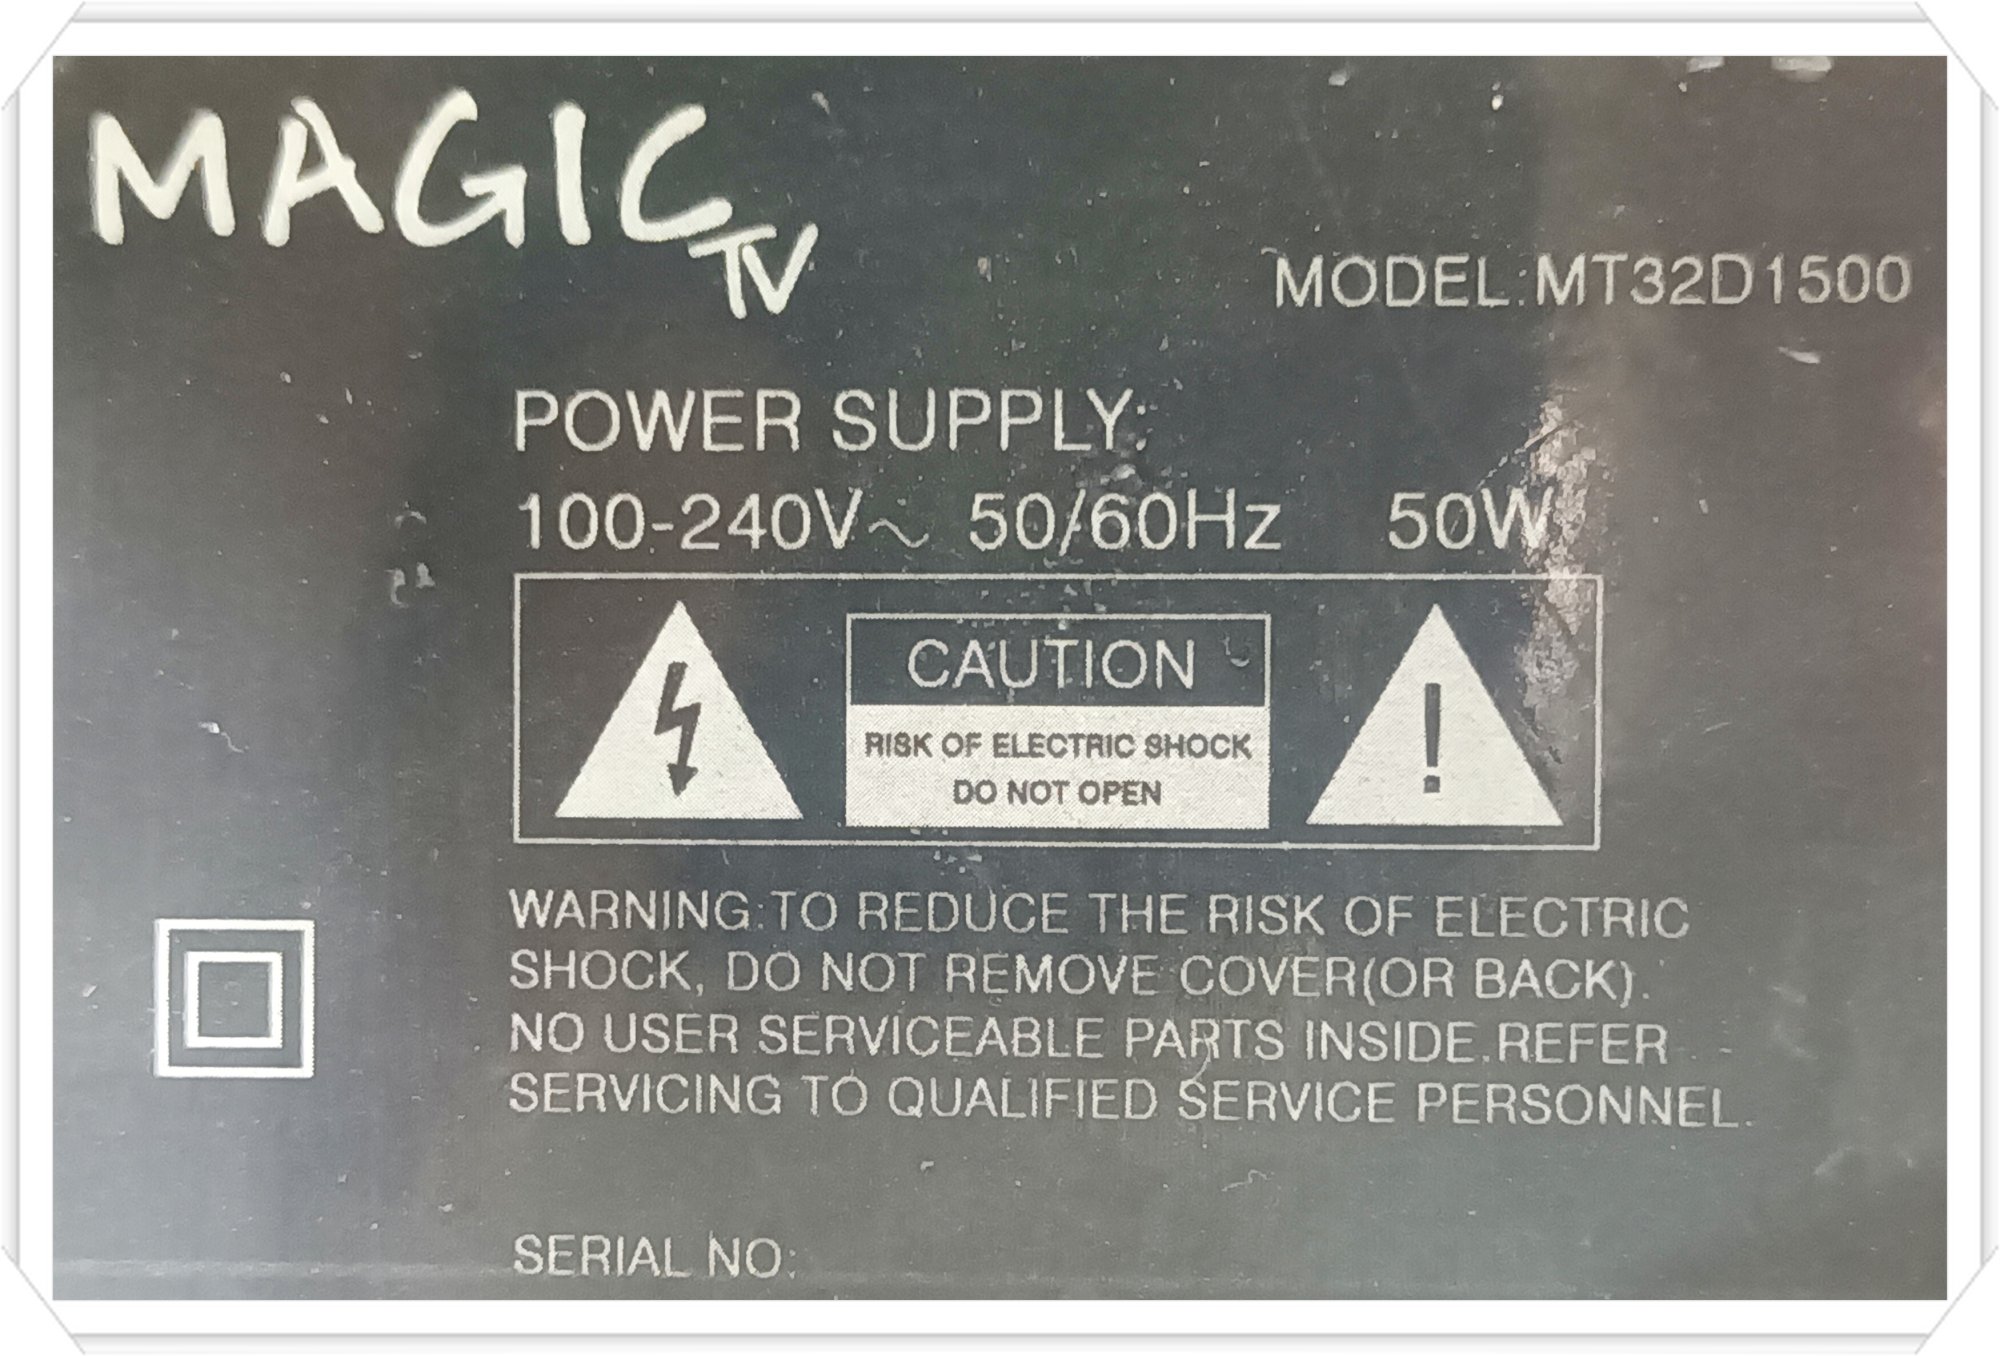 MAGIC TV
MODEL:MT32D1500
POWER SUPPLY:
100-240V~ 50/60Hz 50W
CAUTION
RISK OF ELECTRIC SHOCK
DO NOT OPEN
WARNING:TO REDUCE THE RISK OF ELECTRIC
SHOCK, DO NOT REMOVE COVER(OR BACK).
NO USER SERVICEABLE PARTS INSIDE.REFER
SERVICING TO QUALIFIED SERVICE PERSONNEL.
SERIAL NO: